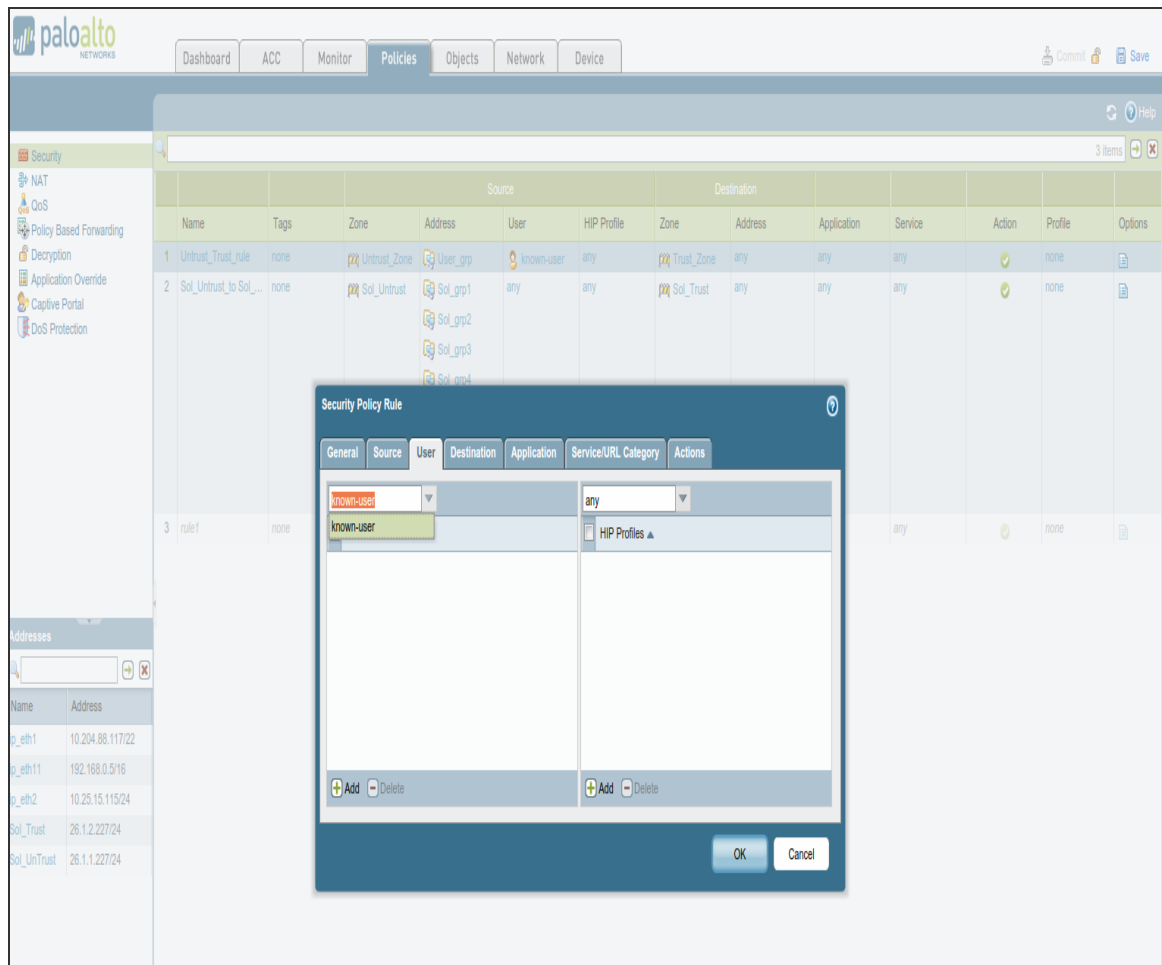 paloalto
NETWORKS
Dashboard ACC Monitor Policies Objects Network Device
Commit Save
Help
3 items
Security
NAT
QoS
Policy Based Forwarding
Decryption
Application Override
Captive Portal
DoS Protection
Source Destination
Name Tags Zone Address User HIP Profile Zone Address Application Service Action Profile Options
1 Untrust_Trust_rule none Untrust_Zone User_grp known-user any Trust_Zone any any any none
2 Sol_Untrust_to Sol_... none Sol_Untrust Sol_grp1 any any Sol_Trust any any any none
Sol_grp2
Sol_grp3
Sol_grp4
3 rule1 none any none
Security Policy Rule
General Source User Destination Application Service/URL Category Actions
known-user any
known-user
HIP Profiles
Add Delete Add Delete
OK Cancel
Addresses
Name Address
ip_eth1 10.204.88.117/22
ip_eth11 192.168.0.5/16
ip_eth2 10.25.15.115/24
Sol_Trust 26.1.2.227/24
Sol_UnTrust 26.1.1.227/24